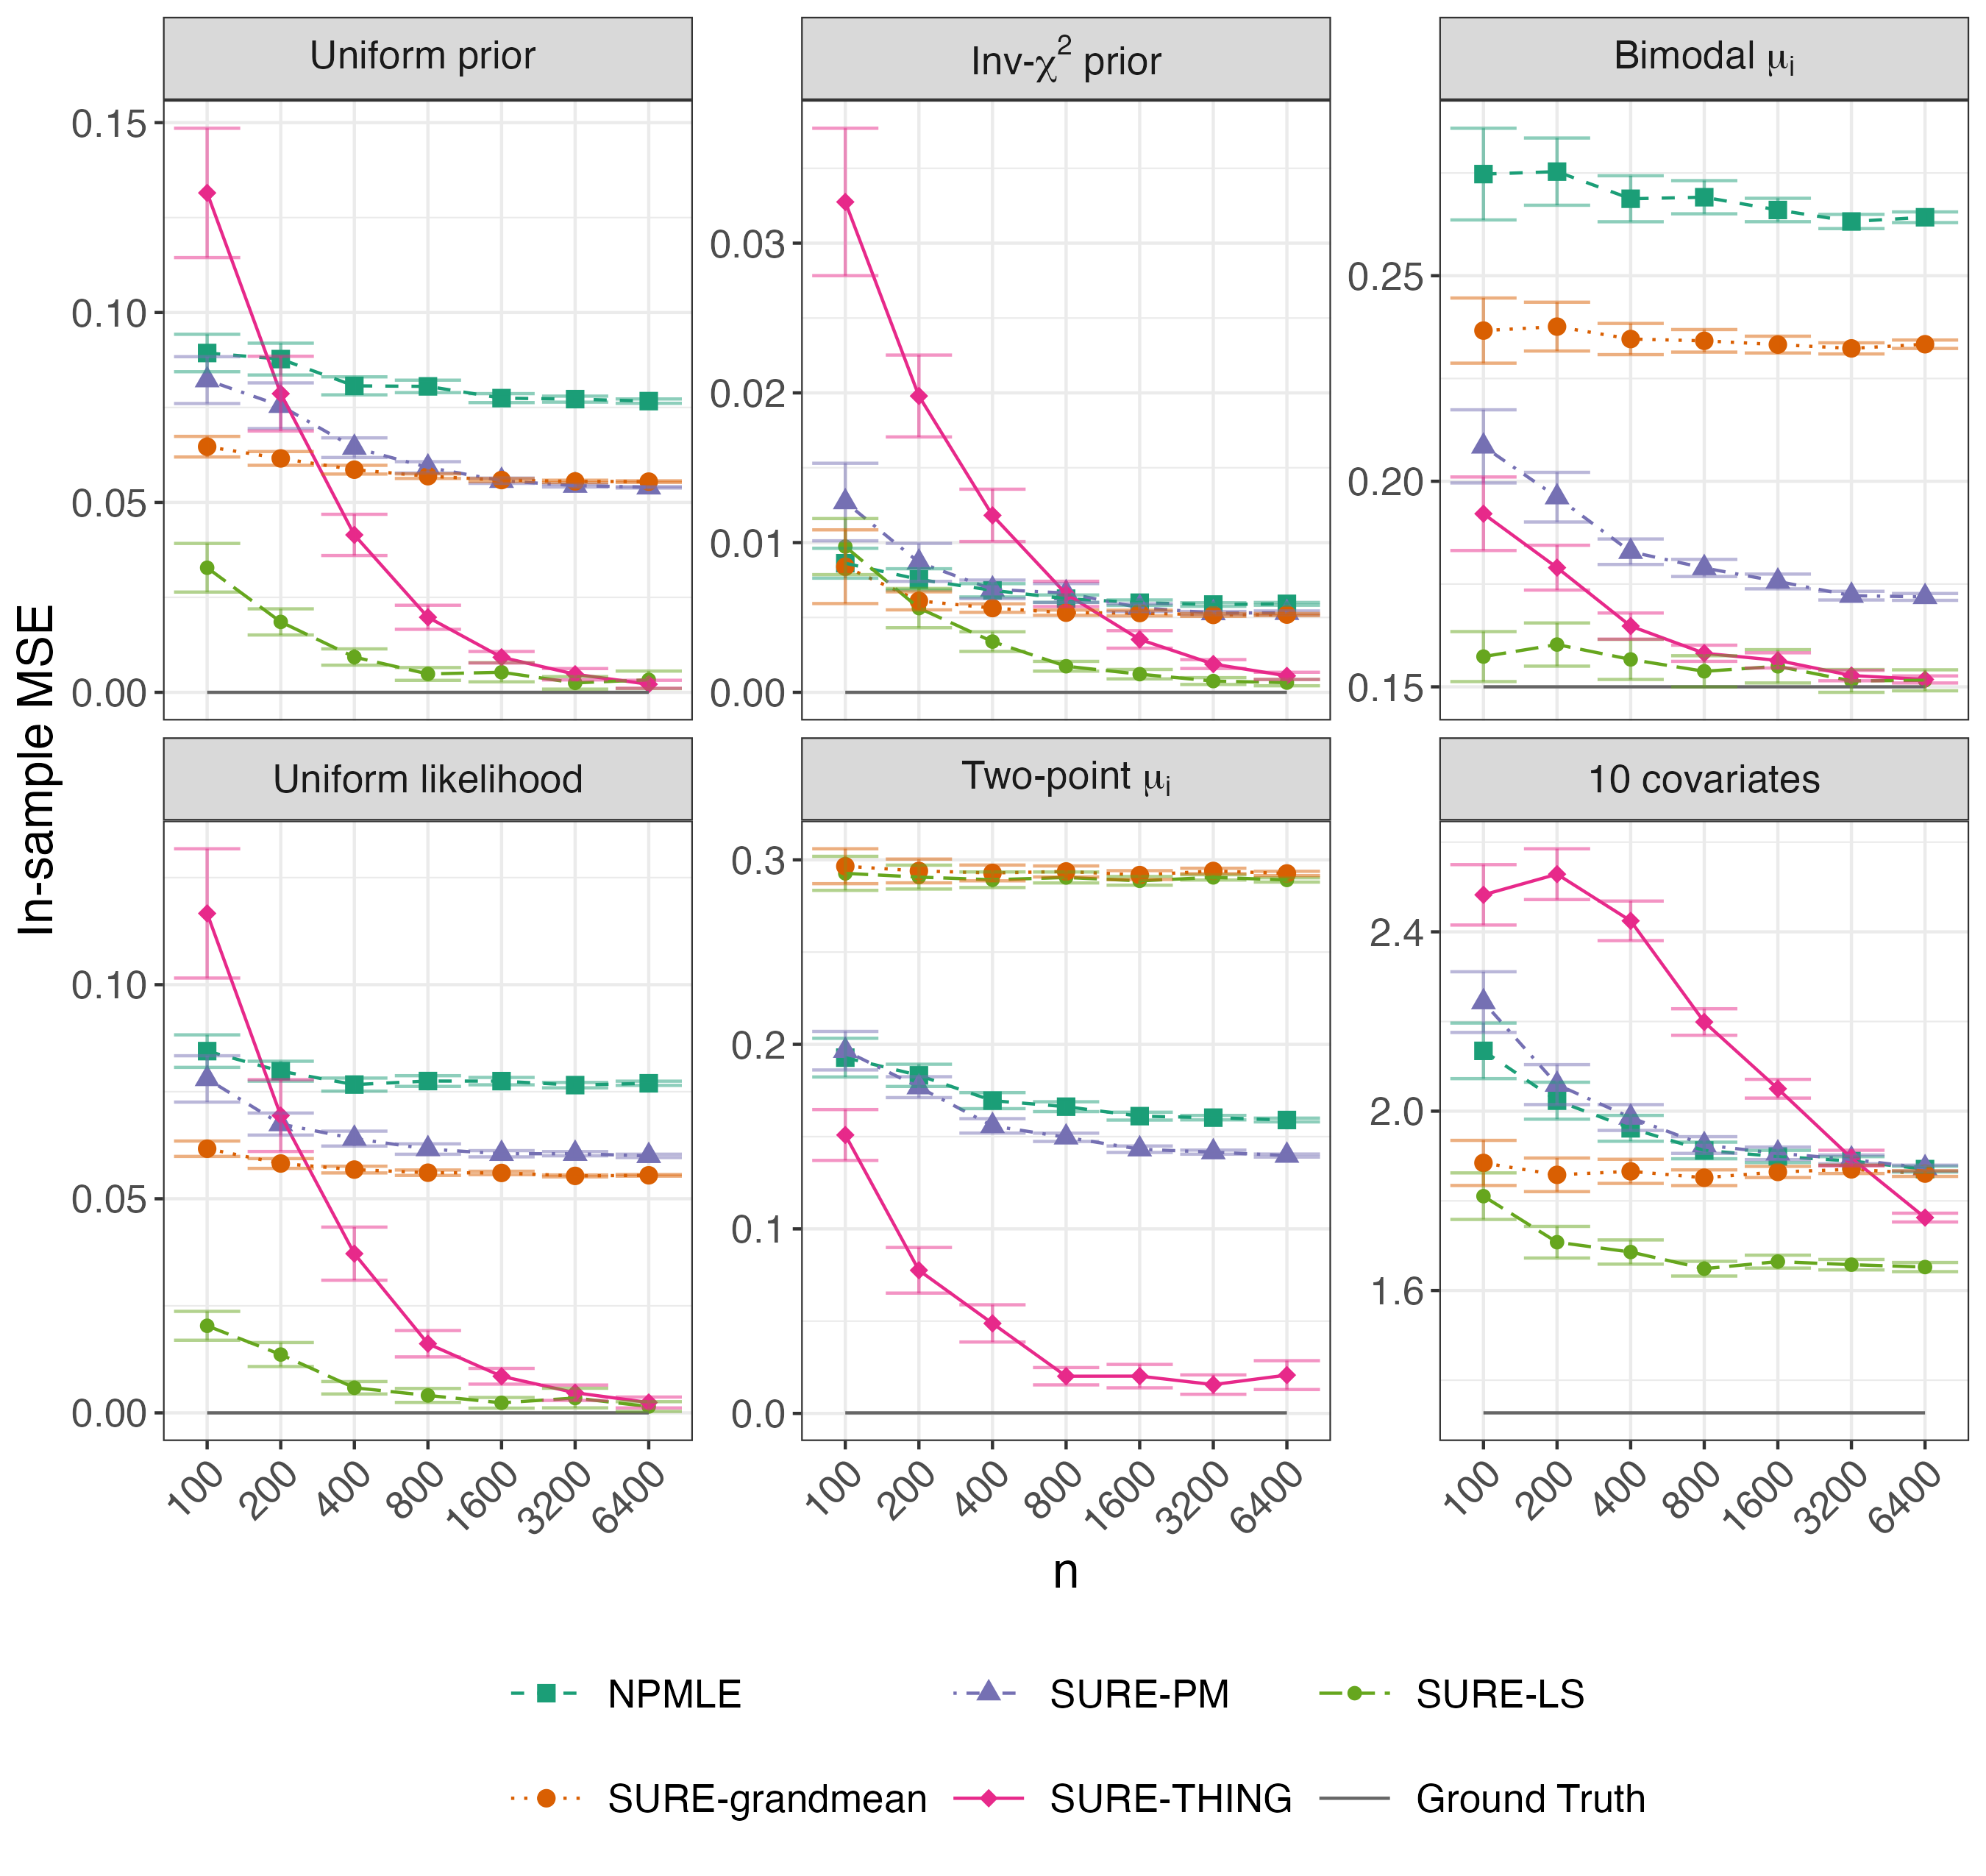 Uniform prior
Inv-χ² prior
Bimodal μᵢ
0.15
0.10
0.05
0.00
0.03
0.02
0.01
0.00
0.25
0.20
0.15
In-sample MSE
Uniform likelihood
Two-point μᵢ
10 covariates
0.10
0.05
0.00
0.3
0.2
0.1
0.0
2.4
2.0
1.6
100 200 400 800 1600 3200 6400
100 200 400 800 1600 3200 6400
100 200 400 800 1600 3200 6400
n
NPMLE
SURE-PM
SURE-LS
SURE-grandmean
SURE-THING
Ground Truth